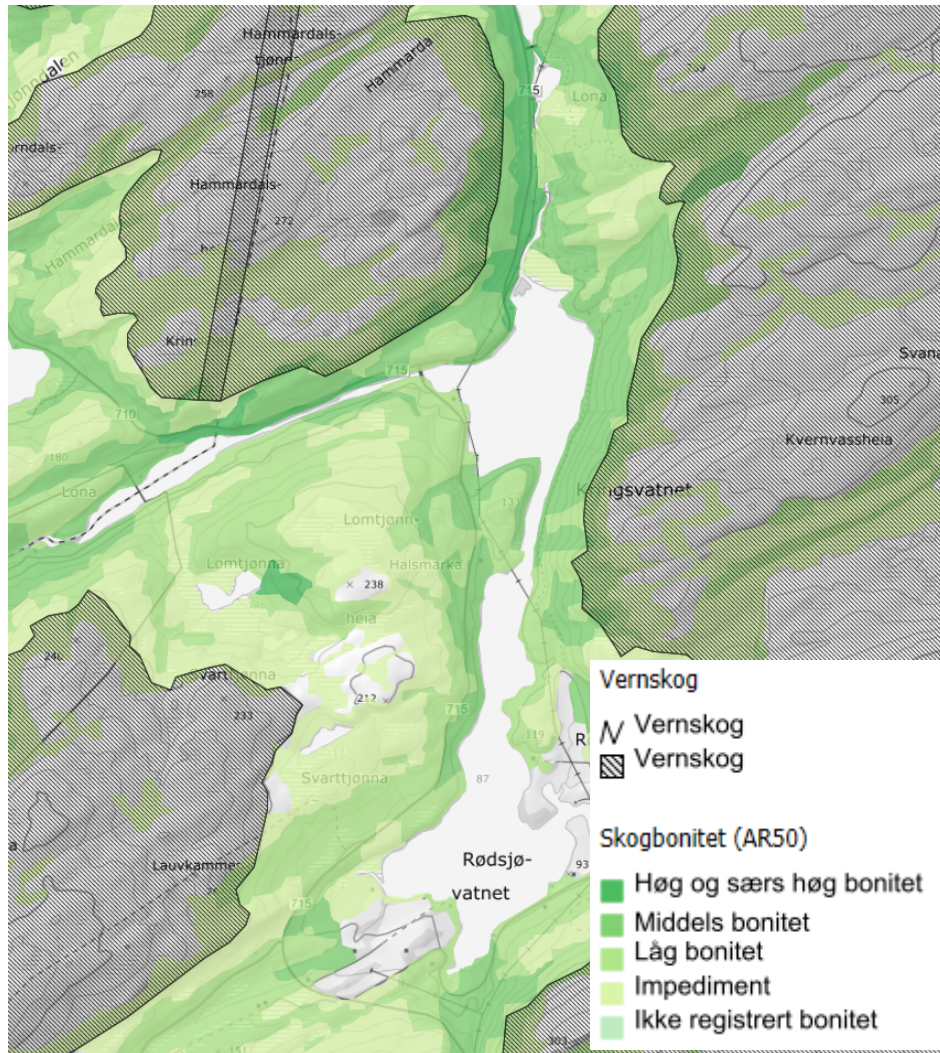 Hammardals-
tjønn-
258
Hammarda
715
Lona
Hammardals-
272
715
710
180
Lona
Svana
305
Kvernvassheia
Kringsvatnet
137
Lomtjønn-
Lomtjønna
Halsmarka
238
heia
Svarttjønna
233
212
715
119
Svarttjønna
87
Rødsjø-
vatnet
93
Lauvkammer
715
151
303
Vernskog
Vernskog
Vernskog
Skogbonitet (AR50)
Høg og særs høg bonitet
Middels bonitet
Låg bonitet
Impediment
Ikke registrert bonitet